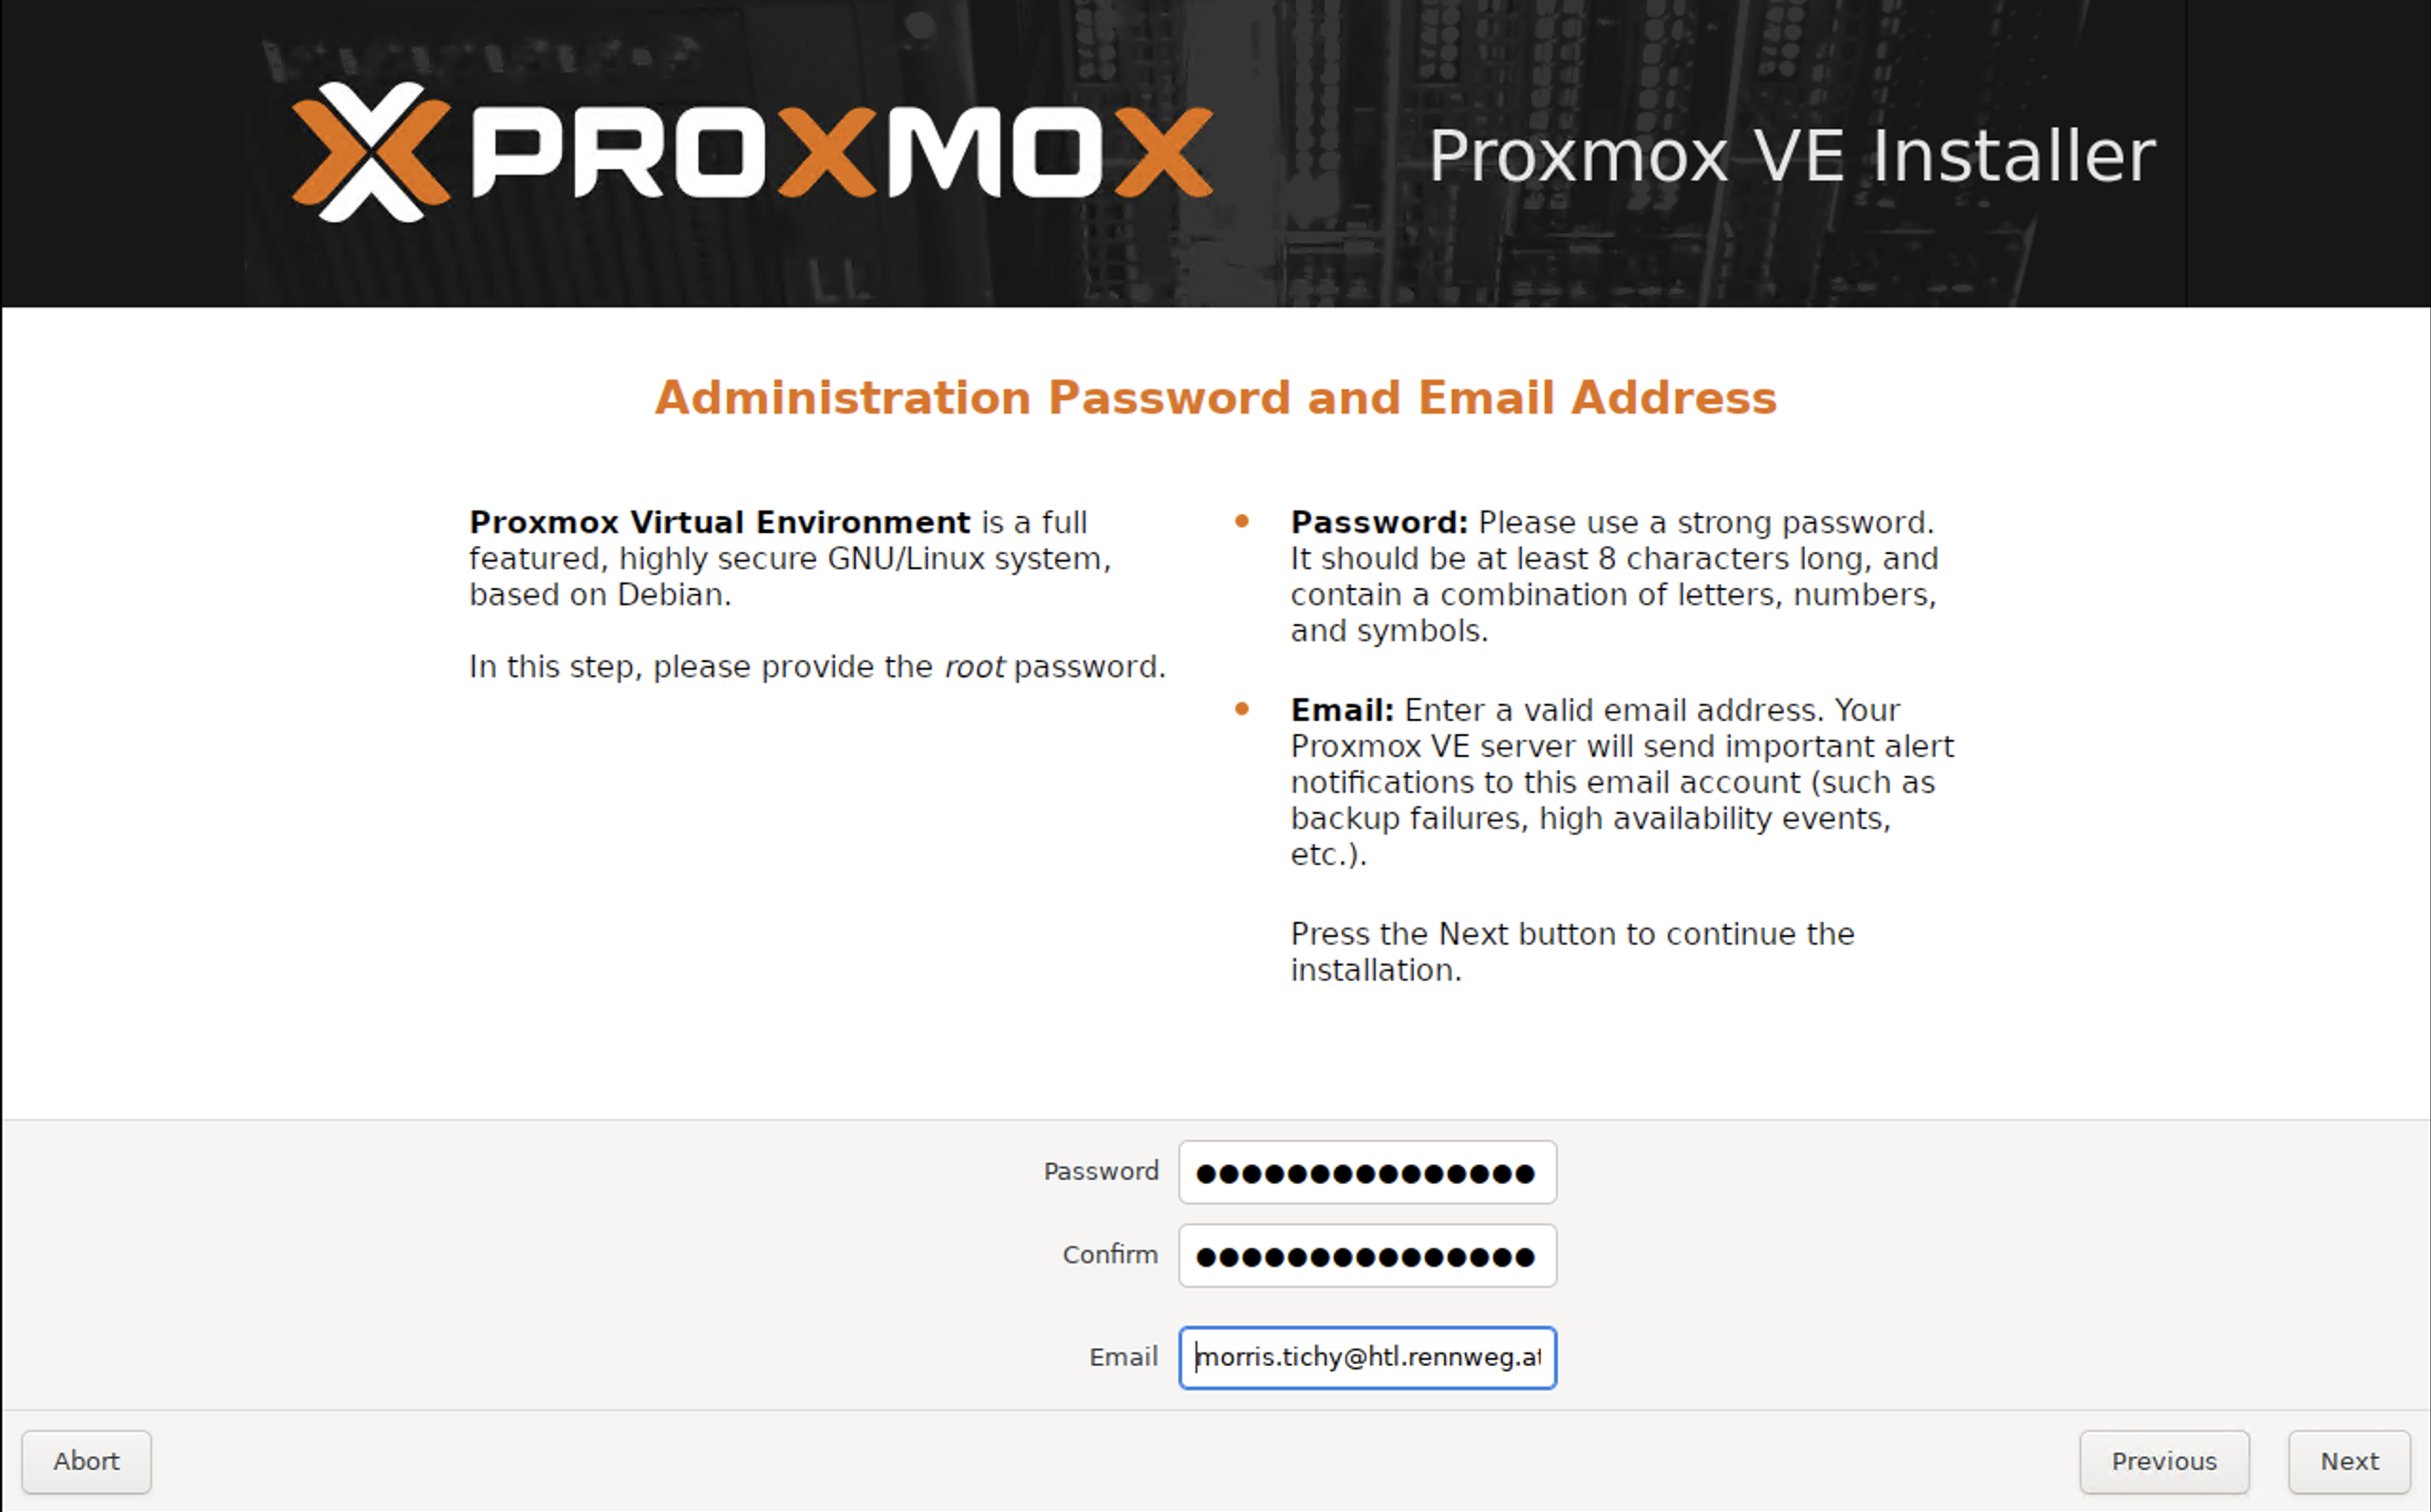 PROXMOX
Proxmox VE Installer
Administration Password and Email Address
Proxmox Virtual Environment is a full
featured, highly secure GNU/Linux system,
based on Debian.
In this step, please provide the root password.
Password: Please use a strong password.
It should be at least 8 characters long, and
contain a combination of letters, numbers,
and symbols.
Email: Enter a valid email address. Your
Proxmox VE server will send important alert
notifications to this email account (such as
backup failures, high availability events,
etc.).
Press the Next button to continue the
installation.
Password ●●●●●●●●●●●●●●●
Confirm ●●●●●●●●●●●●●●●
Email morris.tichy@htl.rennweg.at
Abort Previous Next